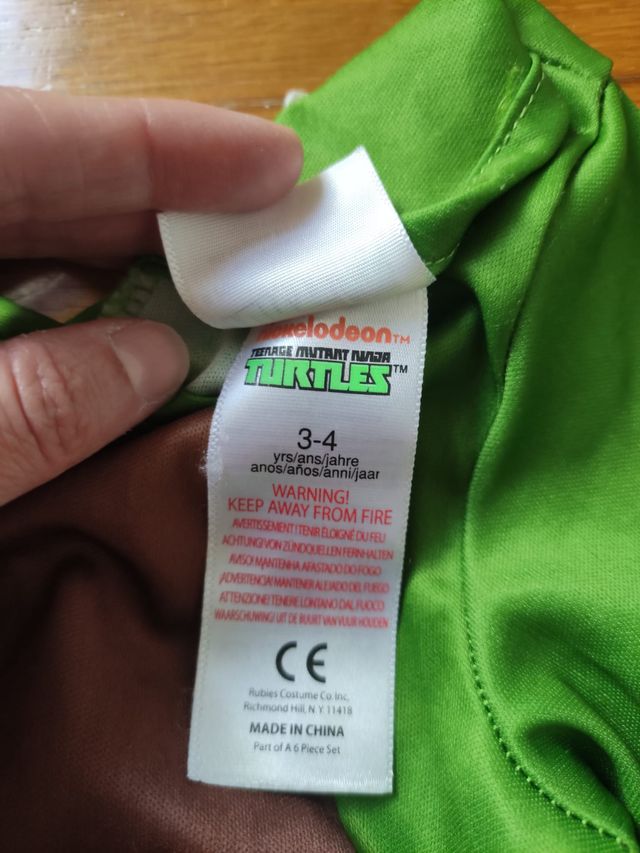 kelodeon™
TEENAGE MUTANT NINJA
TURTLES™
3-4
yrs/ans/jahre
anos/años/anni/jaar
WARNING!
KEEP AWAY FROM FIRE
AVERTISSEMENT ! TENIR ÉLOIGNÉ DU FEU
ACHTUNG! VON ZÜNDQUELLEN FERNHALTEN
AVISO! MANTENHA AFASTADO DO FOGO
¡ADVERTENCIA! MANTENER ALEJADO DEL FUEGO
ATTENZIONE! TENERE LONTANO DAL FUOCO
WAARSCHUWING! UIT DE BUURT VAN VUUR HOUDEN
CE
Rubies Costume Co. Inc.
Richmond Hill, N.Y. 11418
MADE IN CHINA
Part of A 6 Piece Set